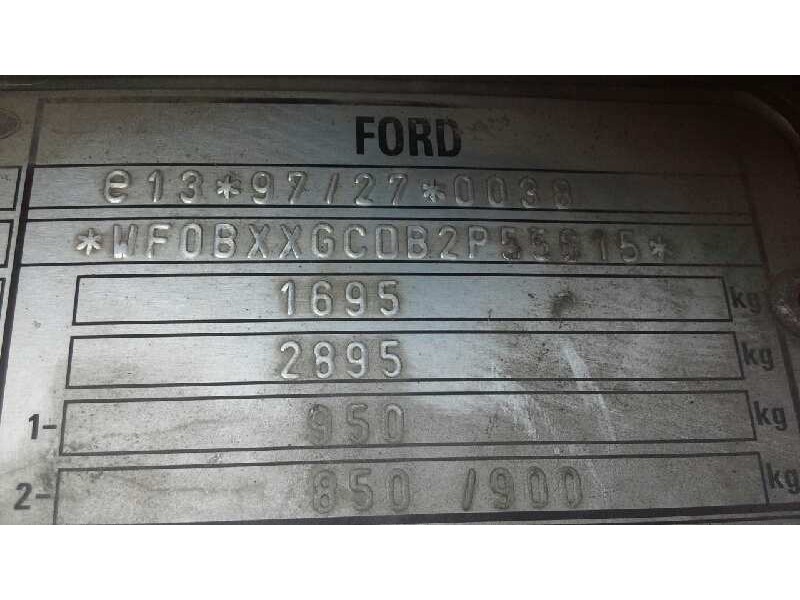 FORD
e13*97/27*0038
*WF0BXXGCDB2P55615*
1695 kg
2895 kg
1- 950 kg
2- 850 /900 kg